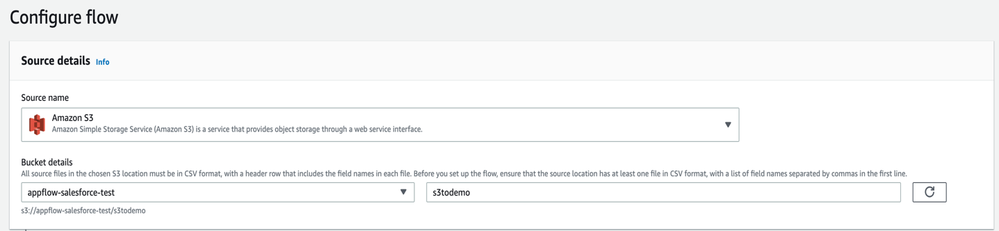 Configure flow
Source details Info
Source name
Amazon S3
Amazon Simple Storage Service (Amazon S3) is a service that provides object storage through a web service interface.
Bucket details
All source files in the chosen S3 location must be in CSV format, with a header row that includes the field names in each file. Before you set up the flow, ensure that the source location has at least one file in CSV format, with a list of field names separated by commas in the first line.
appflow-salesforce-test s3todemo
s3://appflow-salesforce-test/s3todemo